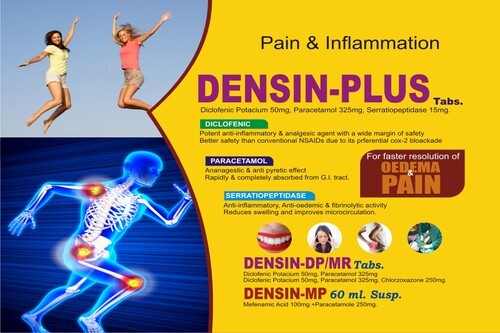 Pain & Inflammation
DENSIN-PLUS Tabs.
Diclofenic Potacium 50mg, Paracetamol 325mg, Serratiopeptidase 15mg.
DICLOFENIC
Potent anti-inflammatory & analgesic agent with a wide margin of safety
Better safety than conventional NSAIDs due to its prferential cox-2 bloackade
PARACETAMOL
Ananagestic & anti pyretic effect
Rapidly & completely absorbed from G.I. tract.
For faster resolution of
OEDEMA
&
PAIN
SERRATIOPEPTIDASE
Anti-inflammatory, Anti-oedemic & fibrinolytic activity
Reduces swelling and improves microcirculation.
DENSIN-DP/MR Tabs.
Diclofenic Potacium 50mg, Paracetamol 325mg
Diclofenic Potacium 50mg, Paracetamol 325mg, Chlorzoxazone 250mg.
DENSIN-MP 60 ml. Susp.
Mefenamic Acid 100mg.+Paracetamole 250mg.